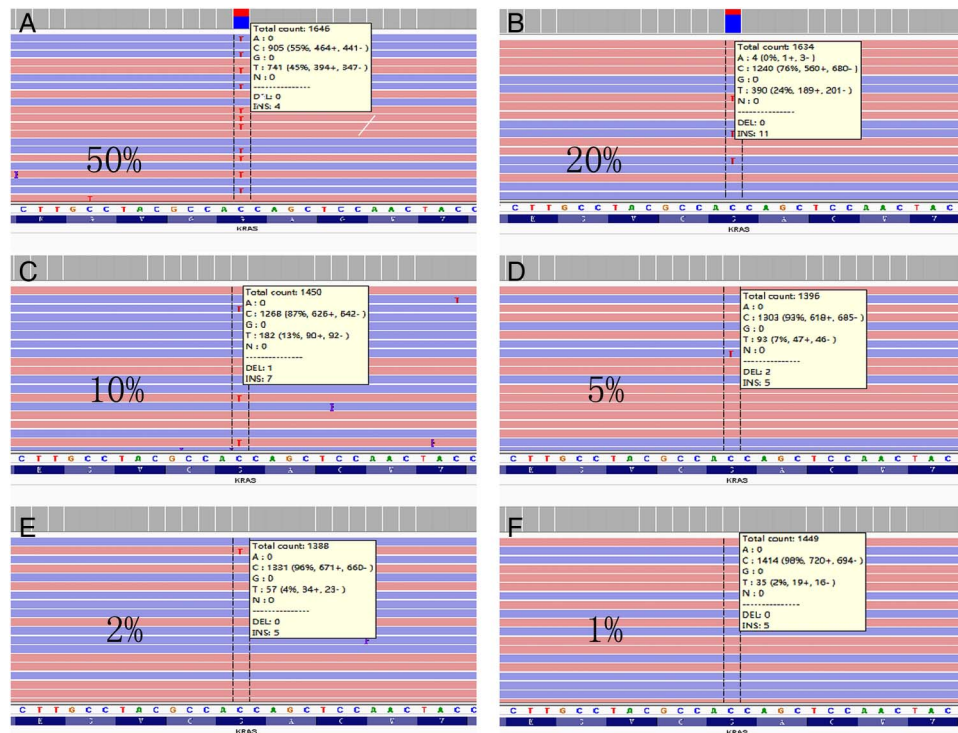 A
Total count: 1646
A : 0
C : 905 (55%, 464+, 441- )
G : 0
T : 741 (45%, 394+, 347- )
N : 0
---------------
DEL: 0
INS: 4
50%
C T T G C C T A C G C C A C C A G C T C C A A C T A C C
KRAS
B
Total count: 1634
A : 4 (0%, 1+, 3- )
C : 1240 (76%, 560+, 680- )
G : 0
T : 390 (24%, 189+, 201- )
N : 0
---------------
DEL: 0
INS: 11
20%
C T T G C C T A C G C C A C C A G C T C C A A C T A C
KRAS
C
Total count: 1450
A : 0
C : 1268 (87%, 626+, 642- )
G : 0
T : 182 (13%, 90+, 92- )
N : 0
---------------
DEL: 1
INS: 7
10%
C T T G C C T A C G C C A C C A G C T C C A A C T A C C
KRAS
D
Total count: 1396
A : 0
C : 1303 (93%, 618+, 685- )
G : 0
T : 93 (7%, 47+, 46- )
N : 0
---------------
DEL: 2
INS: 5
5%
C T T G C C T A C G C C A C C A G C T C C A A C T A C
KRAS
E
Total count: 1388
A : 0
C : 1331 (96%, 671+, 660- )
G : 0
T : 57 (4%, 34+, 23- )
N : 0
---------------
DEL: 0
INS: 5
2%
C T T G C C T A C G C C A C C A G C T C C A A C T A C C
KRAS
F
Total count: 1449
A : 0
C : 1414 (98%, 720+, 694- )
G : 0
T : 35 (2%, 19+, 16- )
N : 0
---------------
DEL: 0
INS: 5
1%
C T T G C C T A C G C C A C C A G C T C C A A C T A C
KRAS